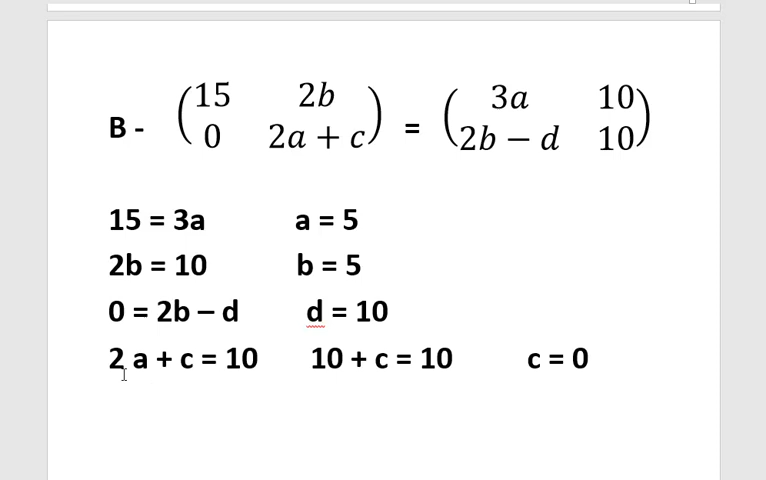 B - (15 2b
0 2a + c) = (3a 10
2b − d 10)
15 = 3a a = 5
2b = 10 b = 5
0 = 2b – d d = 10
2 a + c = 10 10 + c = 10 c = 0